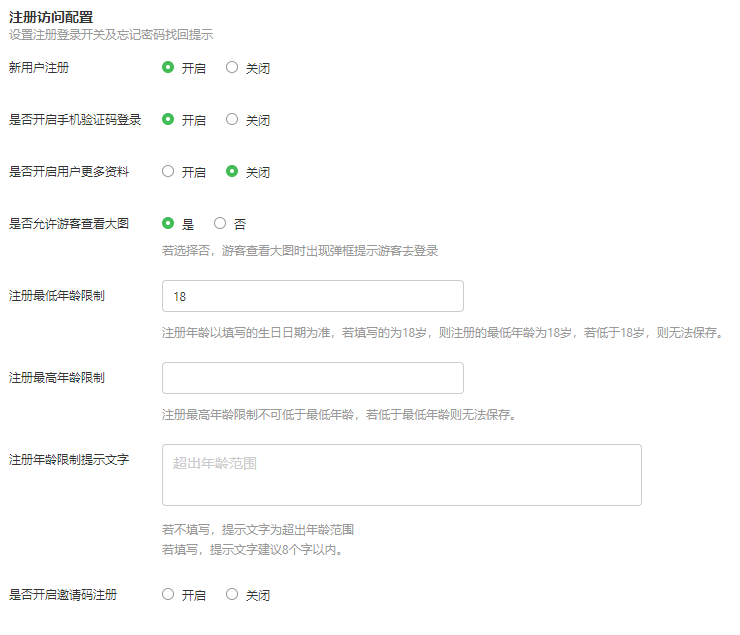 注册访问配置
设置注册登录开关及忘记密码找回提示
新用户注册 开启 关闭
是否开启手机验证码登录 开启 关闭
是否开启用户更多资料 开启 关闭
是否允许游客查看大图 是 否
若选择否，游客查看大图时出现弹框提示游客去登录
注册最低年龄限制 18
注册年龄以填写的生日日期为准，若填写的为18岁，则注册的最低年龄为18岁，若低于18岁，则无法保存。
注册最高年龄限制
注册最高年龄限制不可低于最低年龄，若低于最低年龄则无法保存。
注册年龄限制提示文字 超出年龄范围
若不填写，提示文字为超出年龄范围
若填写，提示文字建议8个字以内。
是否开启邀请码注册 开启 关闭